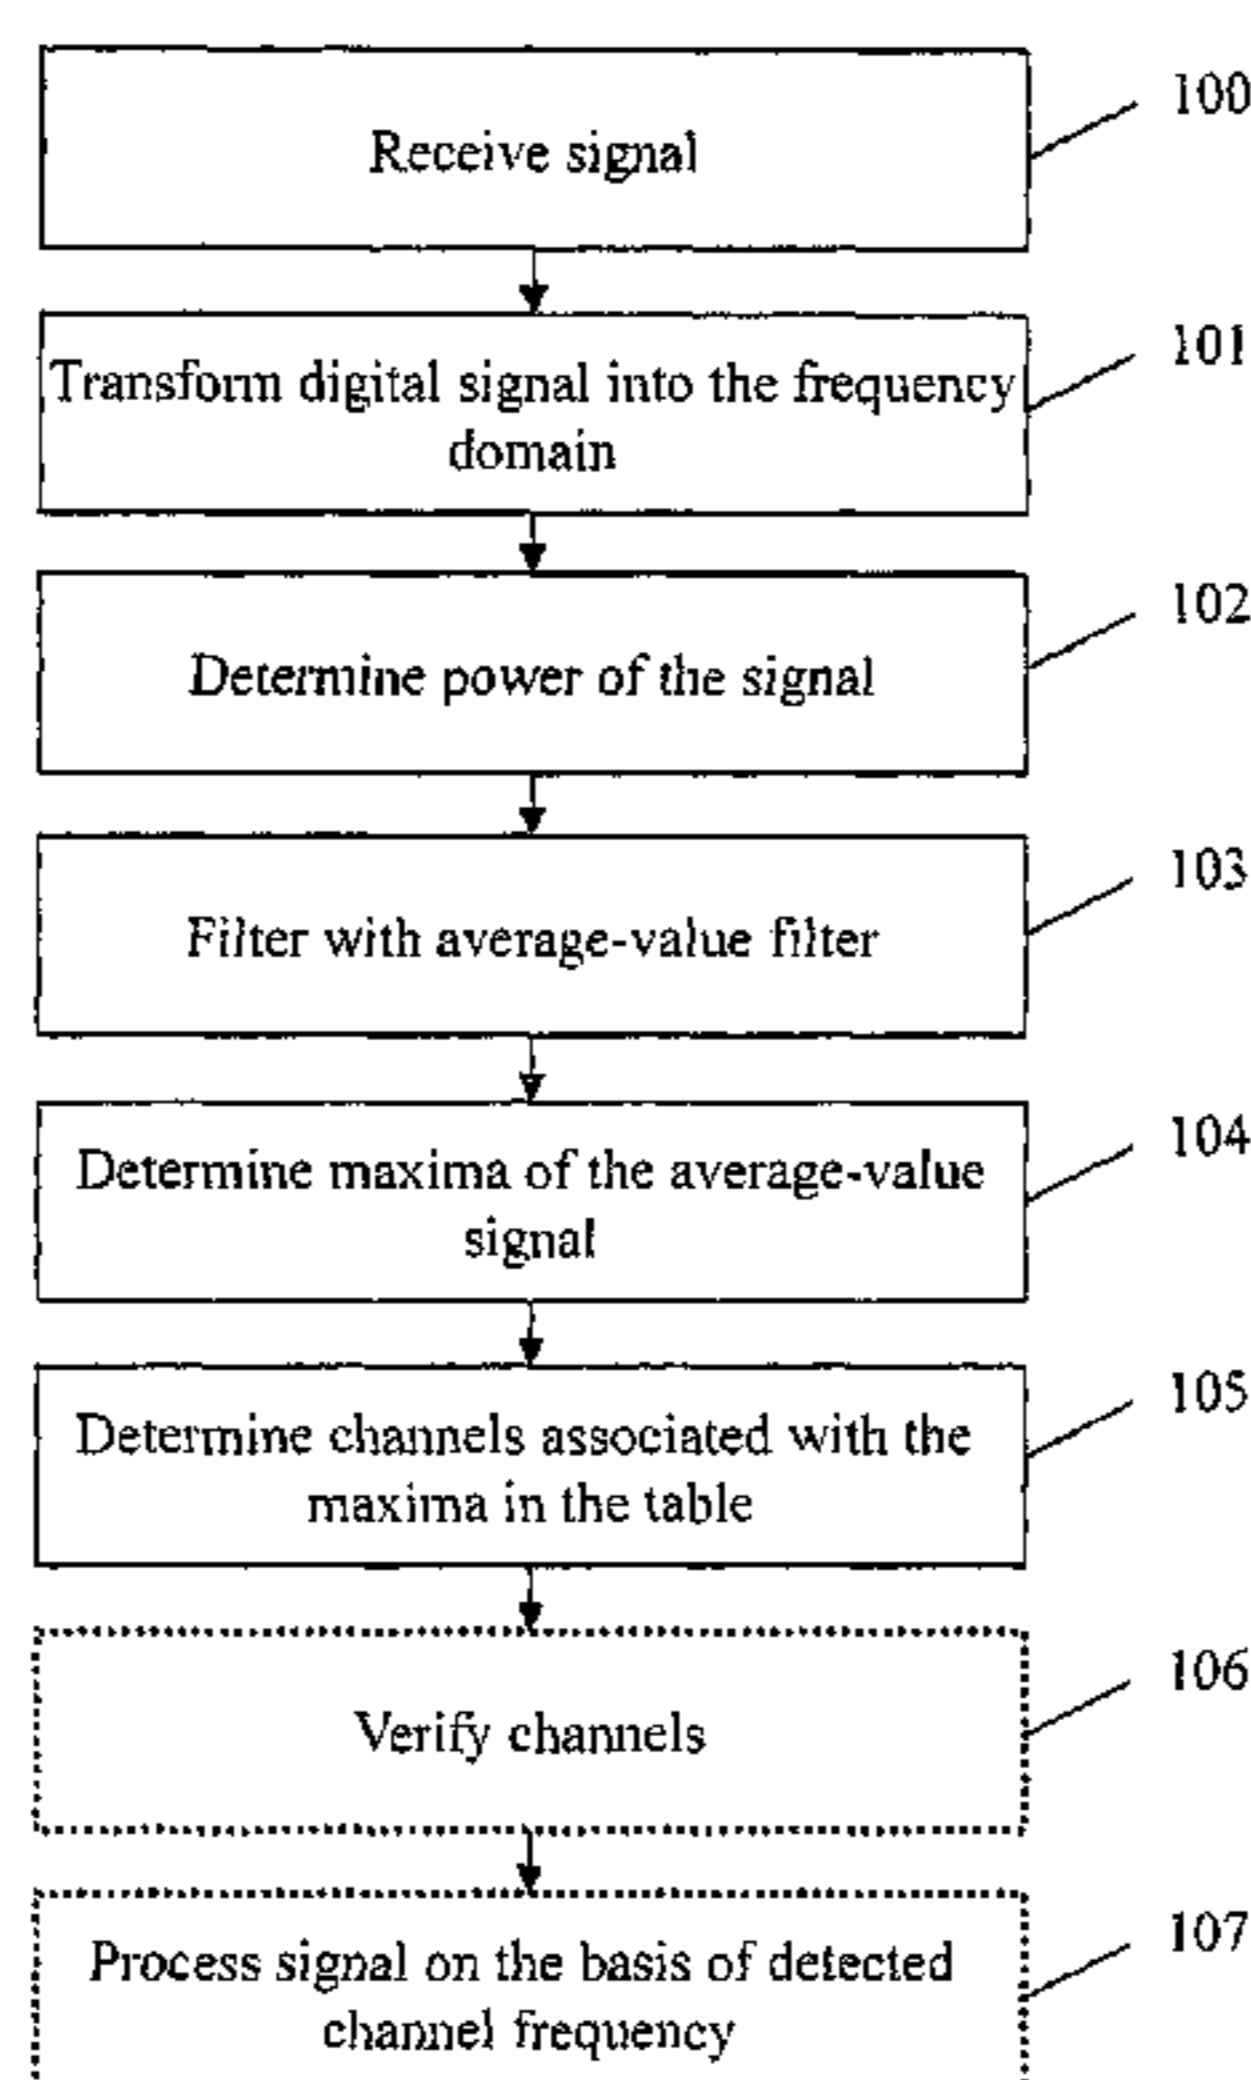 Receive signal
100
Transform digital signal into the frequency
domain
101
Determine power of the signal
102
Filter with average-value filter
103
Determine maxima of the average-value
signal
104
Determine channels associated with the
maxima in the table
105
Verify channels
106
Process signal on the basis of detected
channel frequency
107